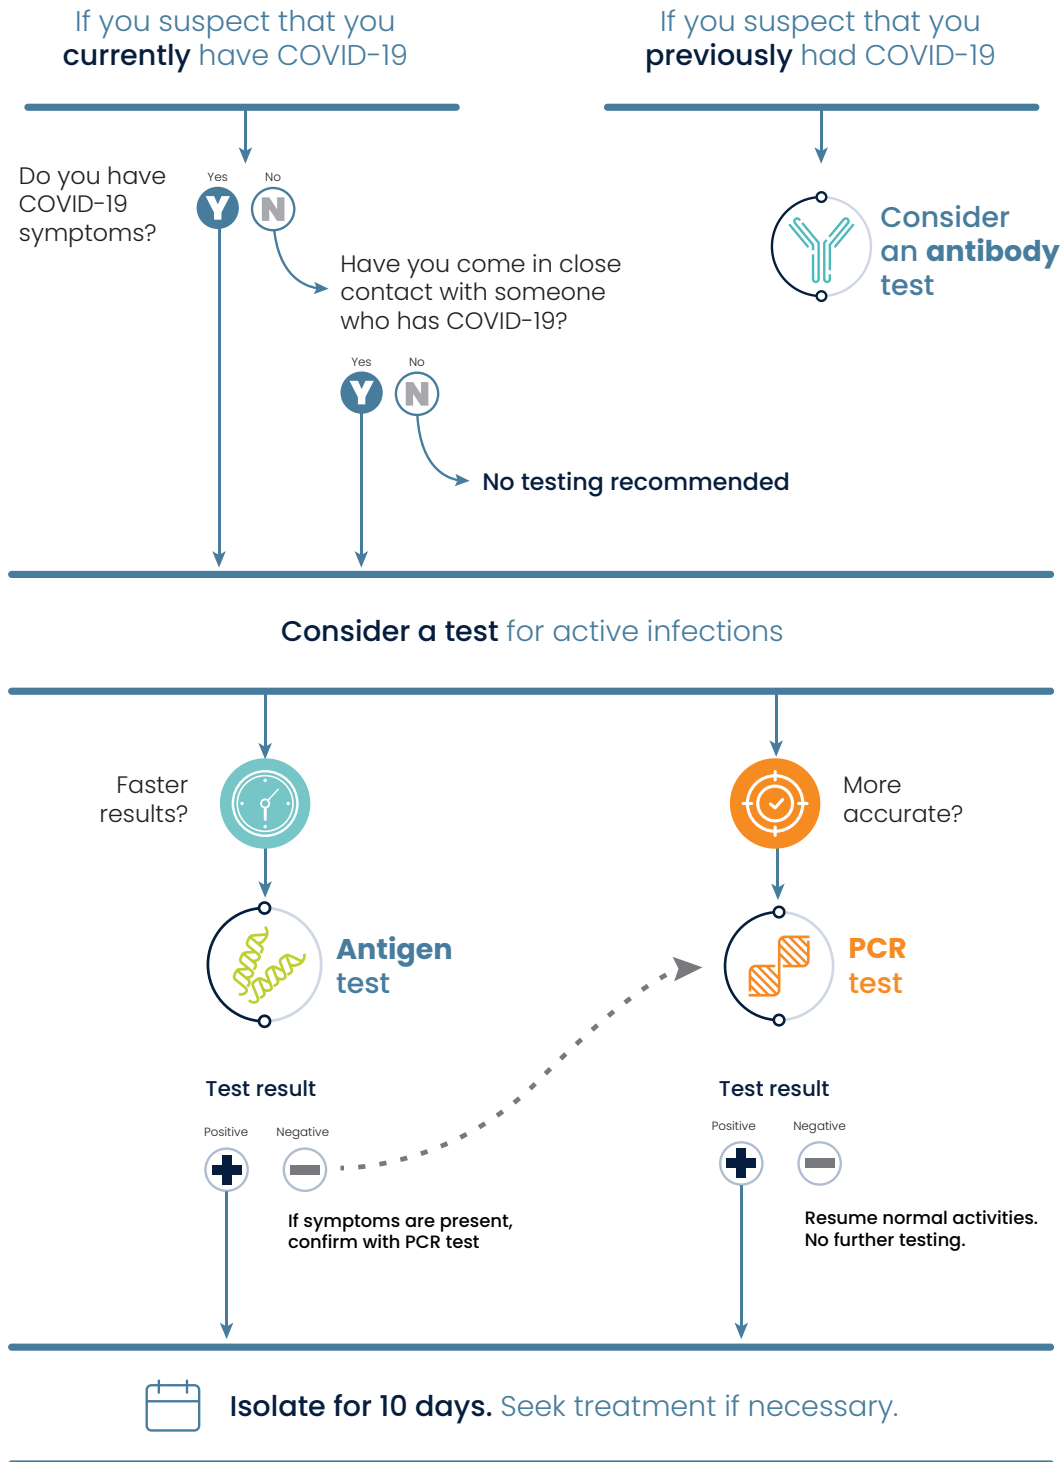 If you suspect that you
currently have COVID-19
If you suspect that you
previously had COVID-19
Do you have
COVID-19
symptoms?
Yes
No
Y
N
Have you come in close
contact with someone
who has COVID-19?
Yes
No
Y
N
No testing recommended
Consider
an antibody
test
Consider a test for active infections
Faster
results?
More
accurate?
Antigen
test
PCR
test
Test result
Positive
Negative
If symptoms are present,
confirm with PCR test
Test result
Positive
Negative
Resume normal activities.
No further testing.
Isolate for 10 days. Seek treatment if necessary.